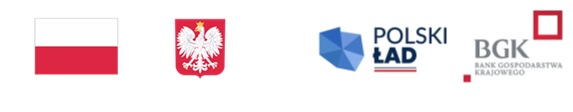 POLSKI
ŁAD
BGK
BANK GOSPODARSTWA
KRAJOWEGO